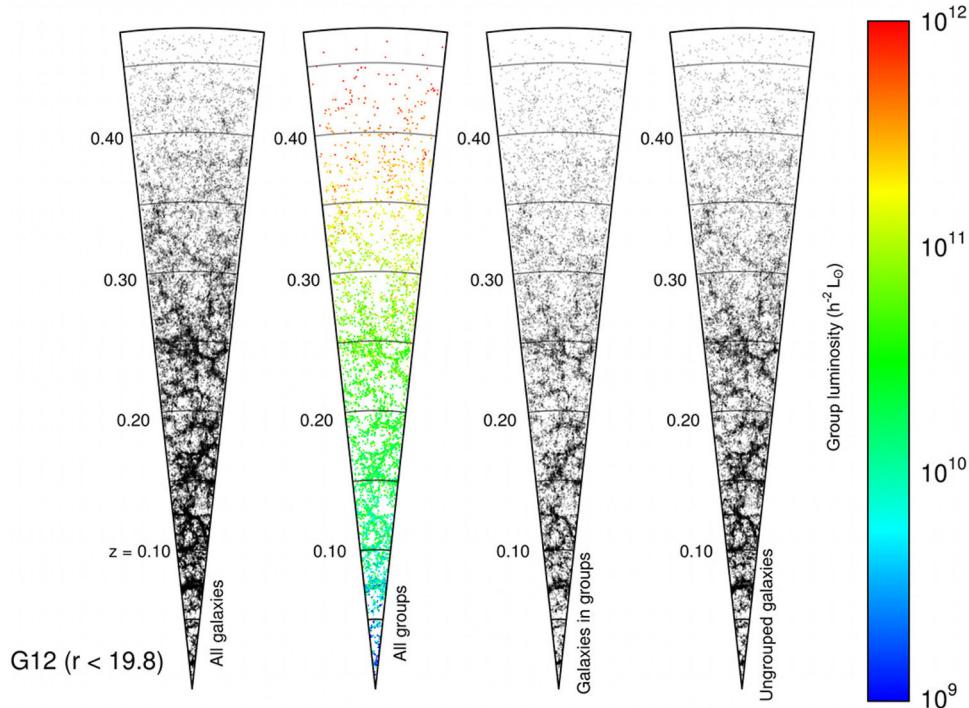 10¹²
0.40
0.40
0.40
0.40
10¹¹
0.30
0.30
0.30
0.30
Group luminosity (h⁻² L⊙)
0.20
0.20
0.20
0.20
10¹⁰
z = 0.10
0.10
0.10
0.10
All galaxies
All groups
Galaxies in groups
Ungrouped galaxies
G12 (r < 19.8)
10⁹